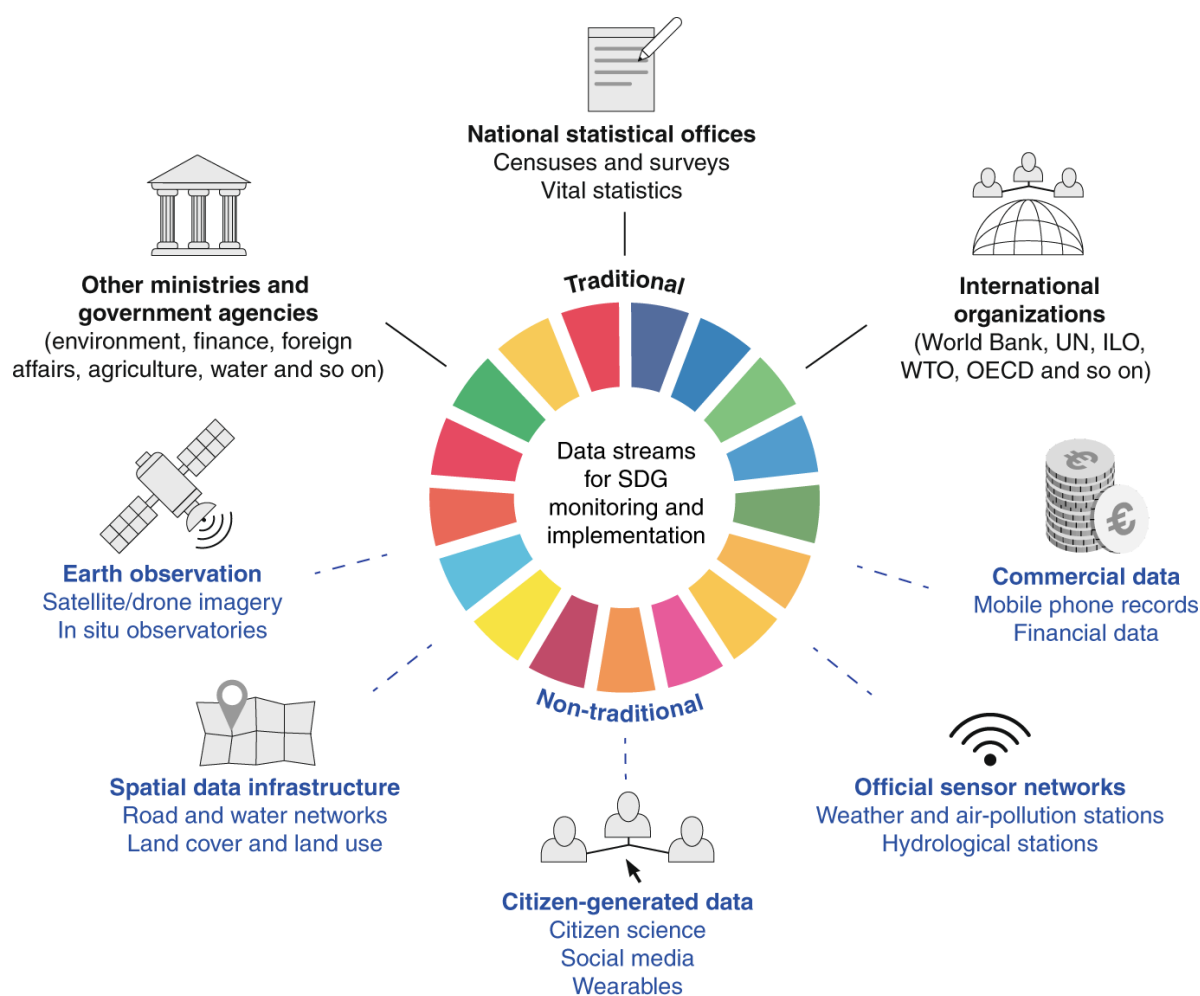 National statistical offices
Censuses and surveys
Vital statistics
Other ministries and
government agencies
(environment, finance, foreign
affairs, agriculture, water and so on)
International
organizations
(World Bank, UN, ILO,
WTO, OECD and so on)
Traditional
Data streams
for SDG
monitoring and
implementation
Non-traditional
Earth observation
Satellite/drone imagery
In situ observatories
€
€
Commercial data
Mobile phone records
Financial data
Spatial data infrastructure
Road and water networks
Land cover and land use
Official sensor networks
Weather and air-pollution stations
Hydrological stations
Citizen-generated data
Citizen science
Social media
Wearables